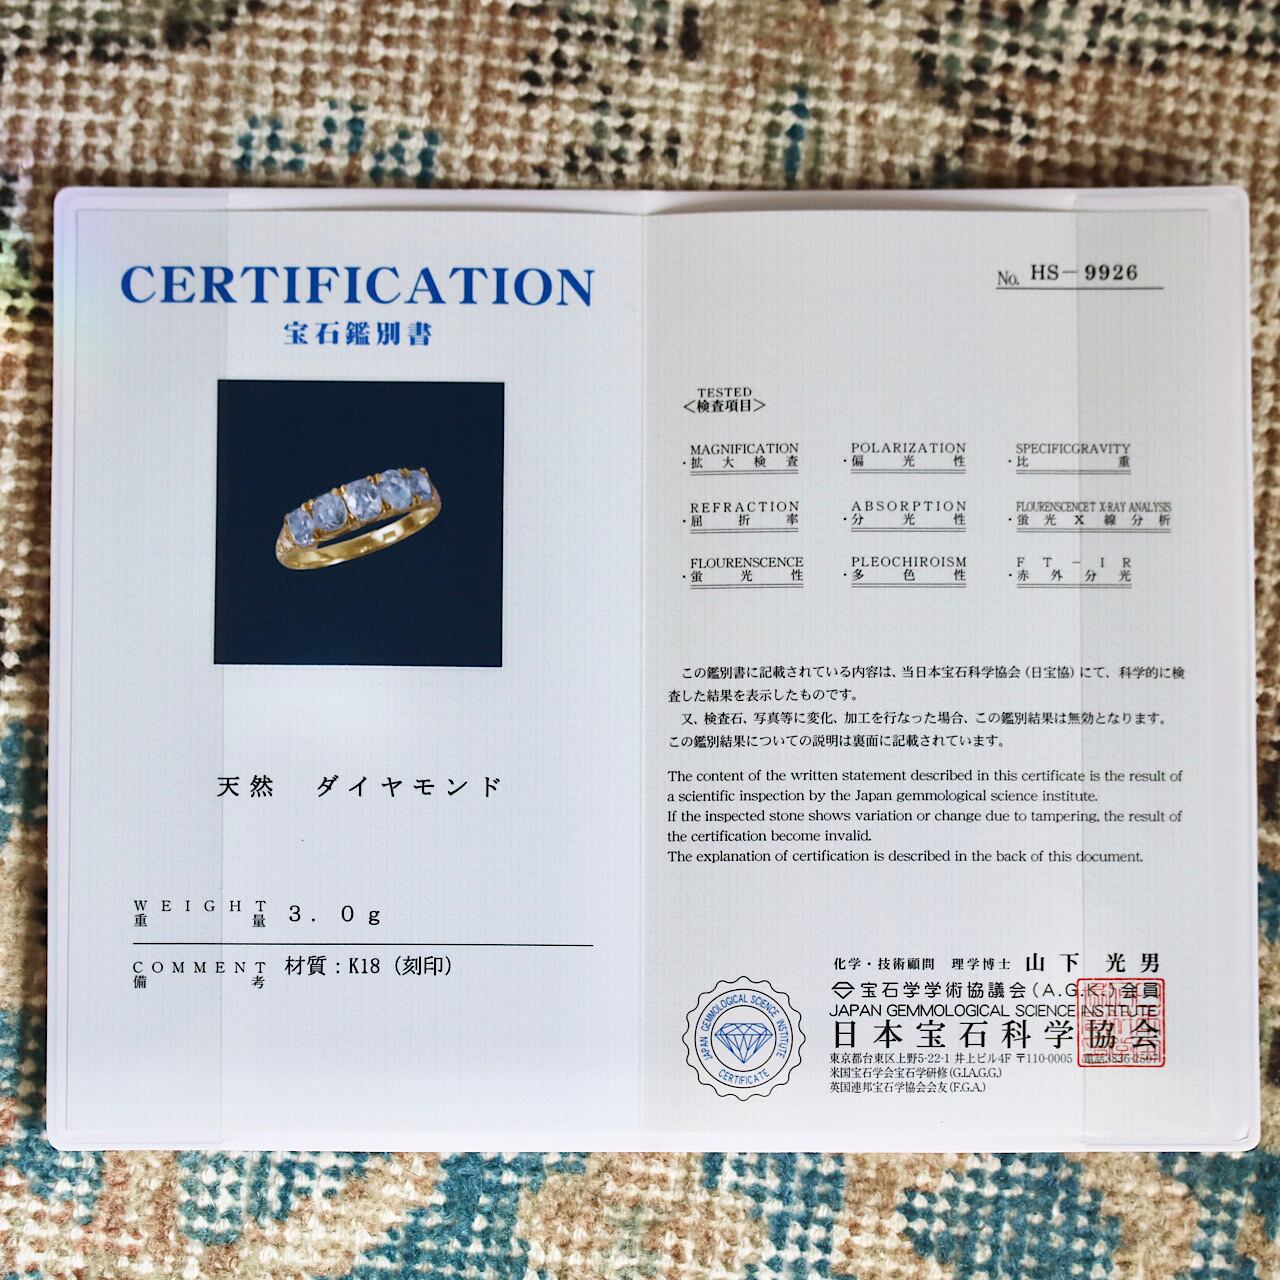 CERTIFICATION
宝石鑑別書
天然 ダイヤモンド
WEIGHT
重量 3.0g
COMMENT
備考 材質:K18(刻印)
No. HS-9926
TESTED
<検査項目>
MAGNIFICATION POLARIZATION SPECIFICGRAVITY
・拡大検査 ・偏光性 ・比重
REFRACTION ABSORPTION FLOURENSCENCET X-RAY ANALYSIS
・屈折率 ・分光性 ・蛍光X線分析
FLOURENSCENCE PLEOCHIROISM FT-IR
・蛍光性 ・多色性 ・赤外分光
この鑑別書に記載されている内容は、当日本宝石科学協会(日宝協)にて、科学的に検
査した結果を表示したものです。
又、検査石、写真等に変化、加工を行なった場合、この鑑別結果は無効となります。
この鑑別結果についての説明は裏面に記載されています。
The content of the written statement described in this certificate is the result of
a scientific inspection by the Japan gemmological science institute.
If the inspected stone shows variation or change due to tampering, the result of
the certification become invalid.
The explanation of certification is described in the back of this document.
化学・技術顧問 理学博士 山下 光男
宝石学学術協議会(A.G.K.)会員
JAPAN GEMMOLOGICAL SCIENCE INSTITUTE
日本宝石科学協会
東京都台東区上野5-22-1 井上ビル4F 〒110-0005 電話3836-2507
米国宝石学会宝石学研修(G.I.A.G.G.)
英国連邦宝石学協会会友(F.G.A.)
JAPAN GEMMOLOGICAL SCIENCE INSTITUTE
CERTIFICATE